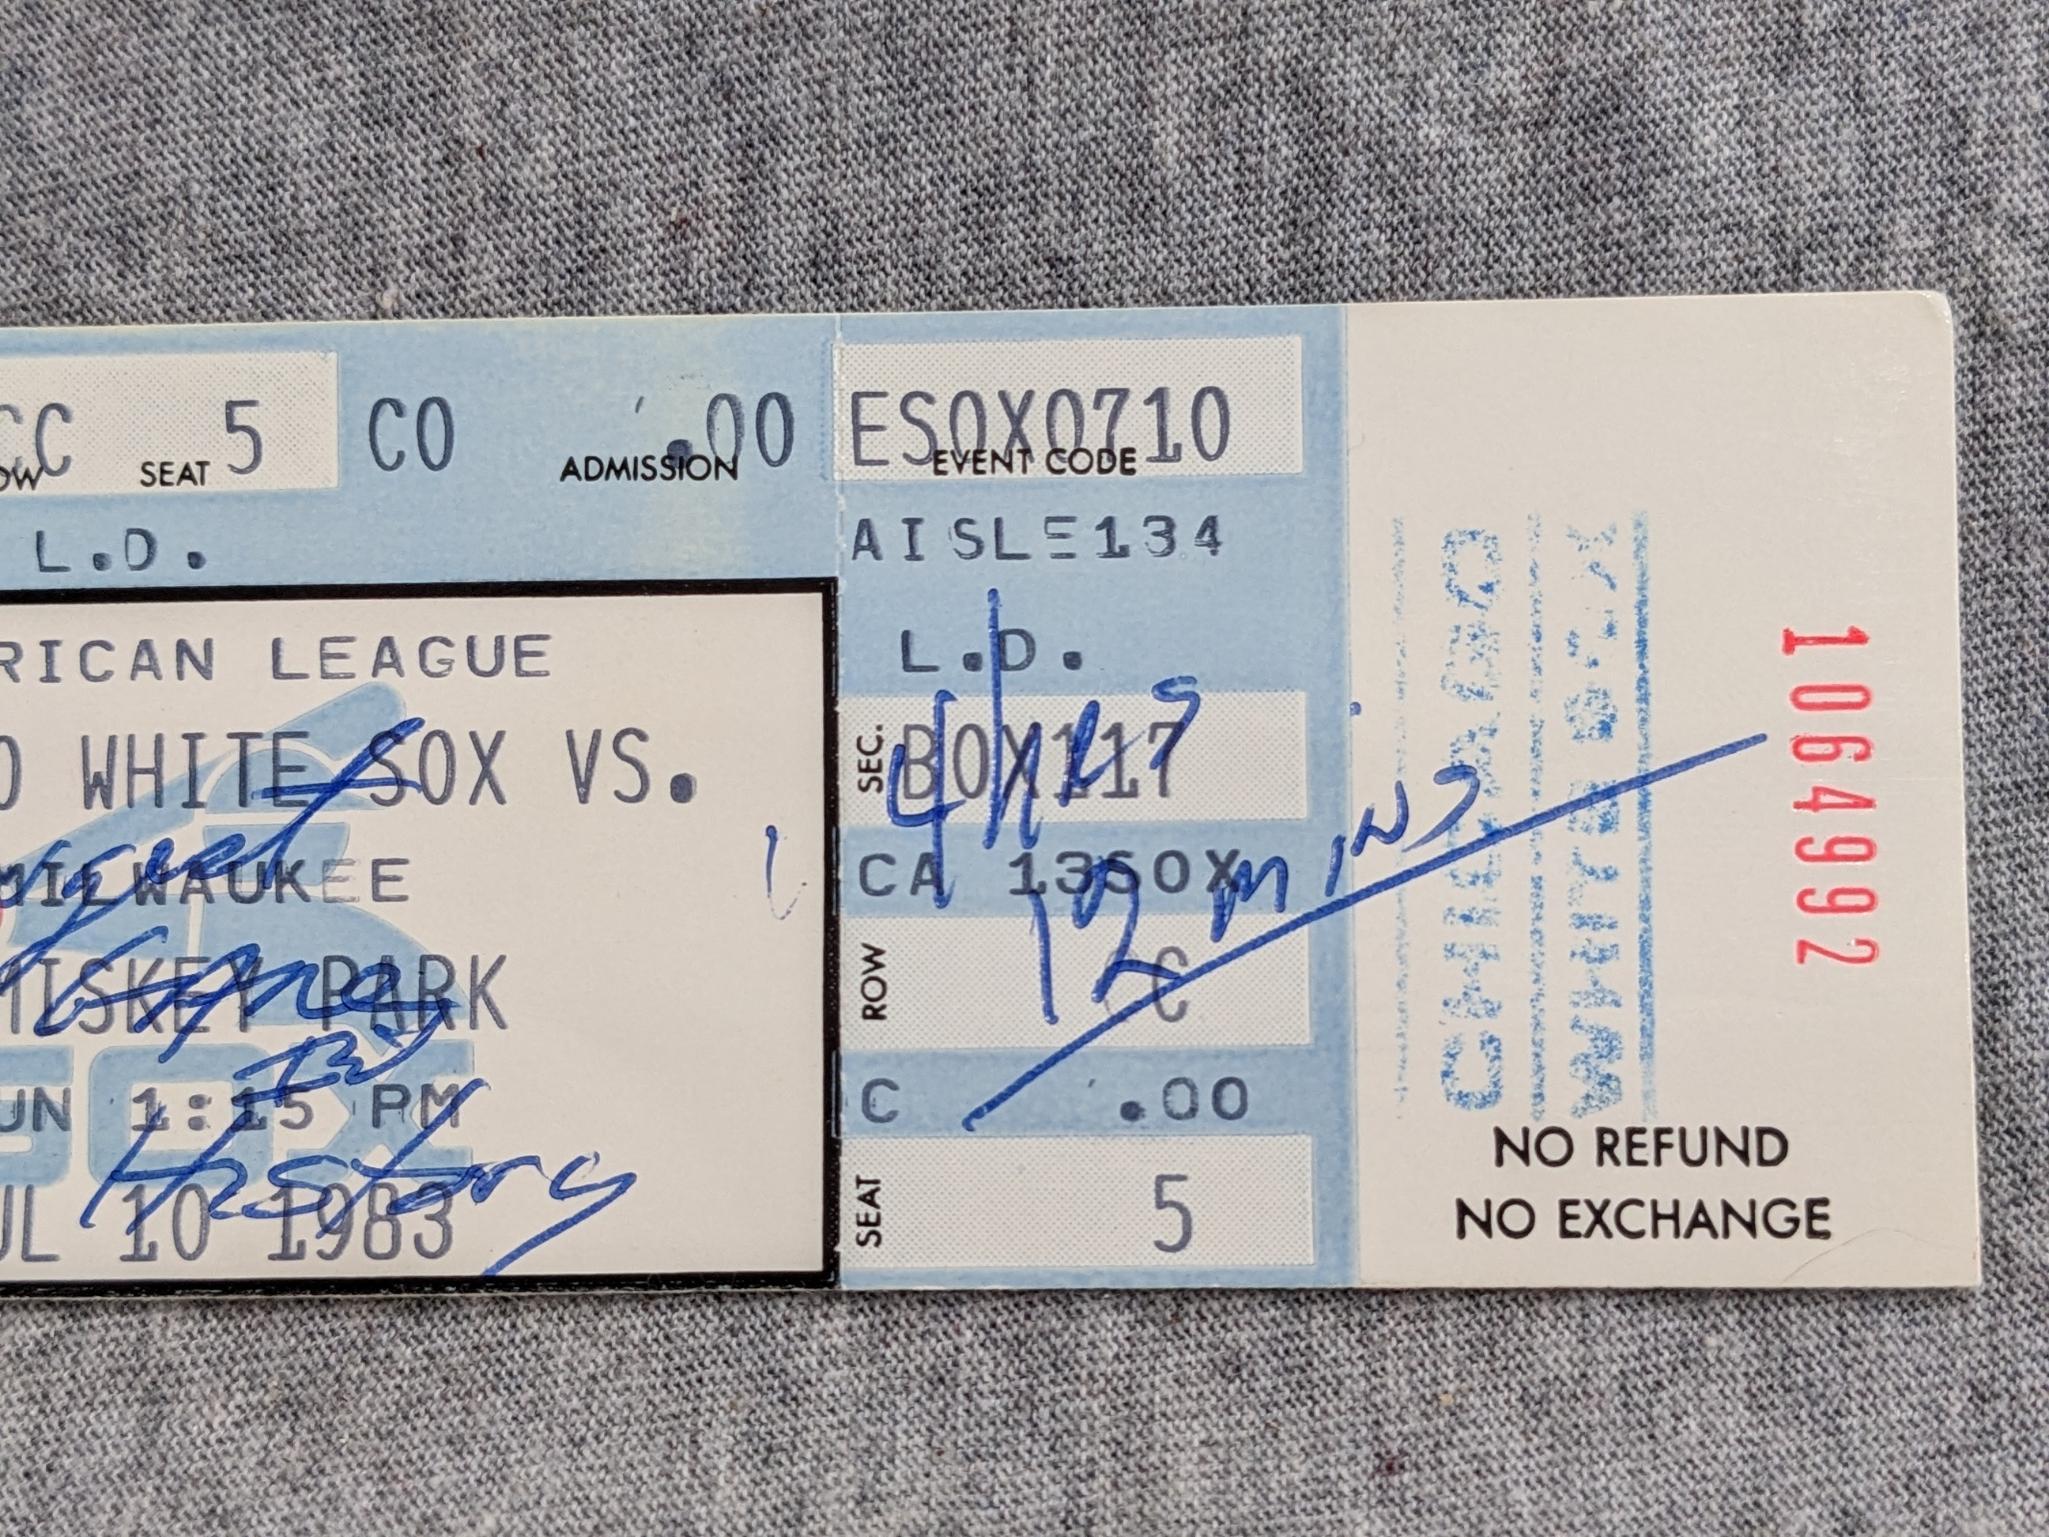 CC SEAT 5 CO ADMISSION .00
L.D.
RICAN LEAGUE
O WHITE SOX VS.
MILWAUKEE
MISKEY PARK
UN 1:15 PM
UL 10 1983
Game
IN
History
ESOX0710
EVENT CODE
AISLE134
L.D.
SEC. BOX117
CA 1350X
ROW CC
C .00
SEAT 5
4 hrs
12 mins
CHICAGO
WHITE SOX
1064992
NO REFUND
NO EXCHANGE